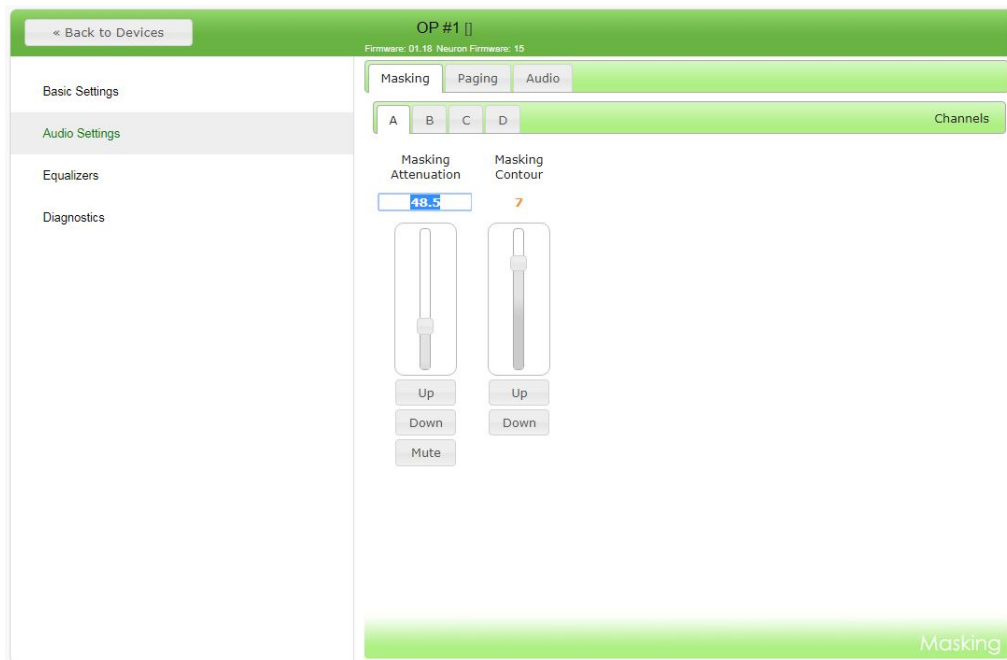 « Back to Devices
OP #1 []
Firmware: 01.18 Neuron Firmware: 15
Basic Settings
Audio Settings
Equalizers
Diagnostics
Masking Paging Audio
A B C D Channels
Masking Attenuation
Masking Contour
48.5 7
Up Up
Down Down
Mute
Masking